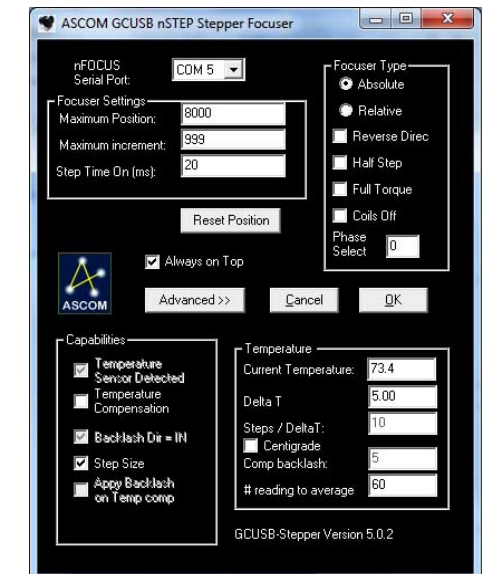 ASCOM GCUSB nSTEP Stepper Focuser
nFOCUS
Serial Port:
COM 5
Focuser Settings
Maximum Position:
8000
Maximum increment:
999
Step Time On (ms):
20
Reset Position
Focuser Type
Absolute
Relative
Reverse Direc
Half Step
Full Torque
Coils Off
Phase
Select
0
Always on Top
ASCOM
Advanced >>
Cancel
OK
Capabilities
Temperature
Sensor Detected
Temperature
Compensation
Backlash Dir = IN
Step Size
Appy Backlash
on Temp comp
Temperature
Current Temperature:
73.4
Delta T
5.00
Steps / DeltaT:
10
Centigrade
Comp backlash:
5
# reading to average
60
GCUSB-Stepper Version 5.0.2